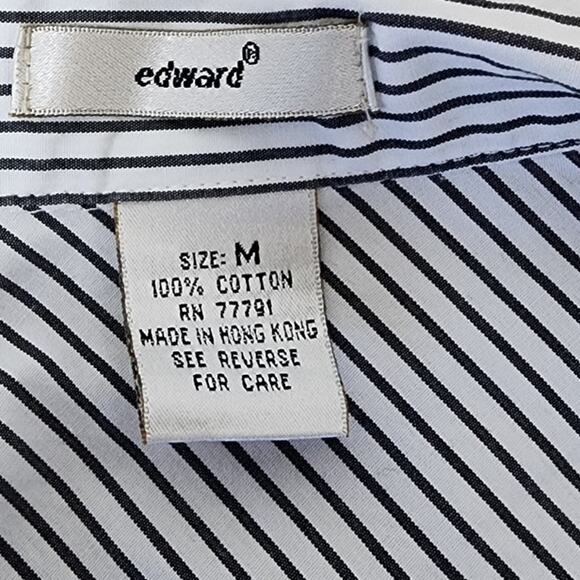 edward®
SIZE: M
100% COTTON
RN 77791
MADE IN HONG KONG
SEE REVERSE
FOR CARE